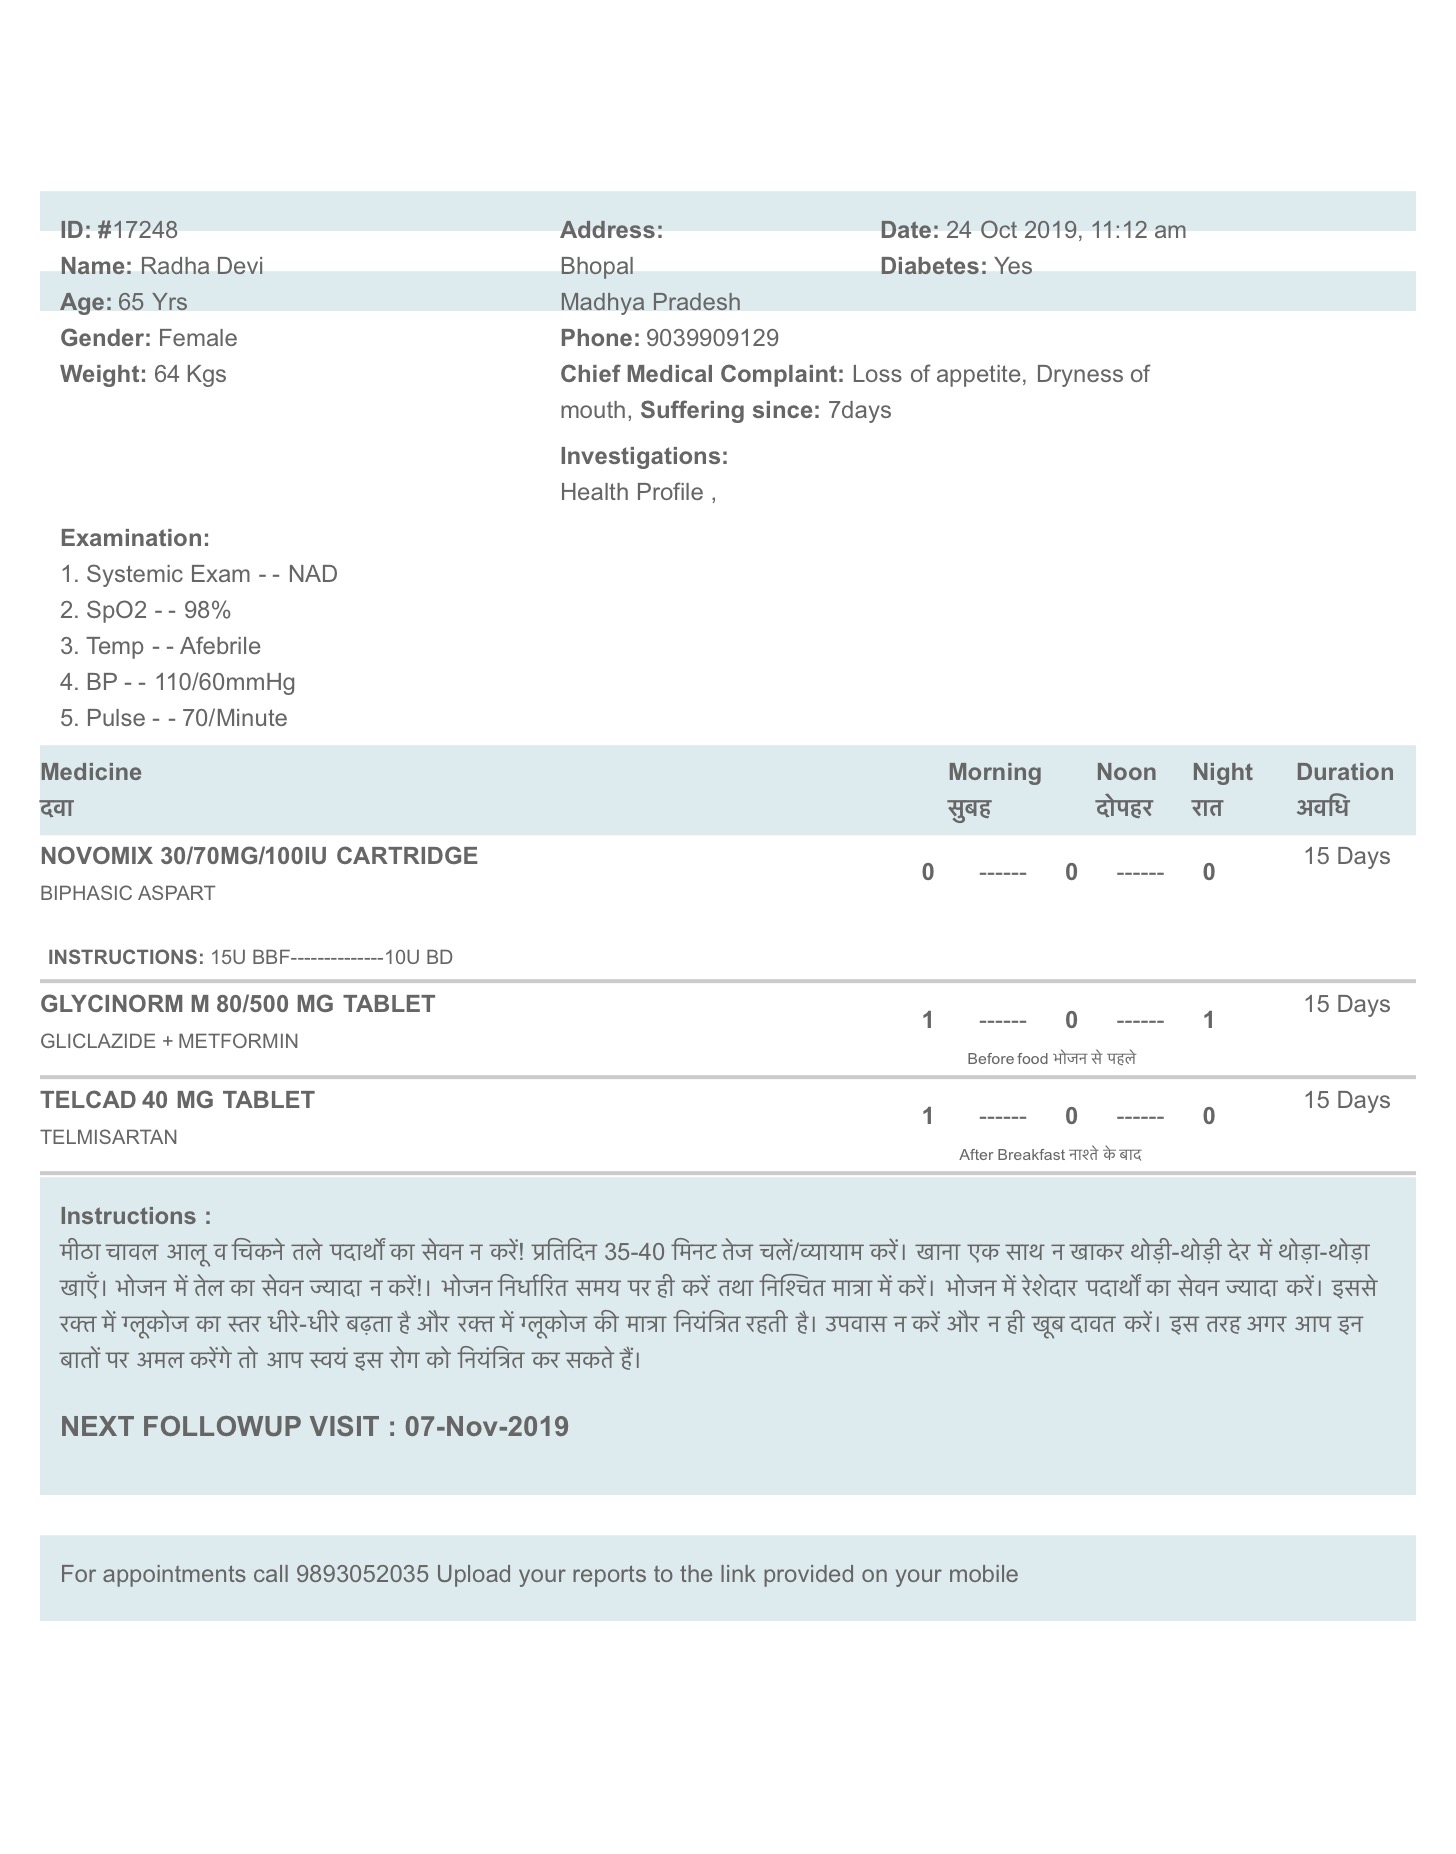 ID: #17248
Name: Radha Devi
Age: 65 Yrs
Gender: Female
Weight: 64 Kgs
Address:
Bhopal
Madhya Pradesh
Phone: 9039909129
Chief Medical Complaint: Loss of appetite, Dryness of
mouth, Suffering since: 7days
Investigations:
Health Profile ,
Date: 24 Oct 2019, 11:12 am
Diabetes: Yes
Examination:
1. Systemic Exam - - NAD
2. SpO2 - - 98%
3. Temp - - Afebrile
4. BP - - 110/60mmHg
5. Pulse - - 70/Minute
Medicine Morning Noon Night Duration
दवा सुबह दोपहर रात अवधि
NOVOMIX 30/70MG/100IU CARTRIDGE 0 ------ 0 ------ 0 15 Days
BIPHASIC ASPART
INSTRUCTIONS: 15U BBF--------------10U BD
GLYCINORM M 80/500 MG TABLET 1 ------ 0 ------ 1 15 Days
GLICLAZIDE + METFORMIN
Before food भोजन से पहले
TELCAD 40 MG TABLET 1 ------ 0 ------ 0 15 Days
TELMISARTAN
After Breakfast नाश्ते के बाद
Instructions :
मीठा चावल आलू व चिकने तले पदार्थों का सेवन न करें! प्रतिदिन 35-40 मिनट तेज चलें/व्यायाम करें। खाना एक साथ न खाकर थोड़ी-थोड़ी देर में थोड़ा-थोड़ा
खाएँ। भोजन में तेल का सेवन ज्यादा न करें!। भोजन निर्धारित समय पर ही करें तथा निश्चित मात्रा में करें। भोजन में रेशेदार पदार्थों का सेवन ज्यादा करें। इससे
रक्त में ग्लूकोज का स्तर धीरे-धीरे बढ़ता है और रक्त में ग्लूकोज की मात्रा नियंत्रित रहती है। उपवास न करें और न ही खूब दावत करें। इस तरह अगर आप इन
बातों पर अमल करेंगे तो आप स्वयं इस रोग को नियंत्रित कर सकते हैं।
NEXT FOLLOWUP VISIT : 07-Nov-2019
For appointments call 9893052035 Upload your reports to the link provided on your mobile